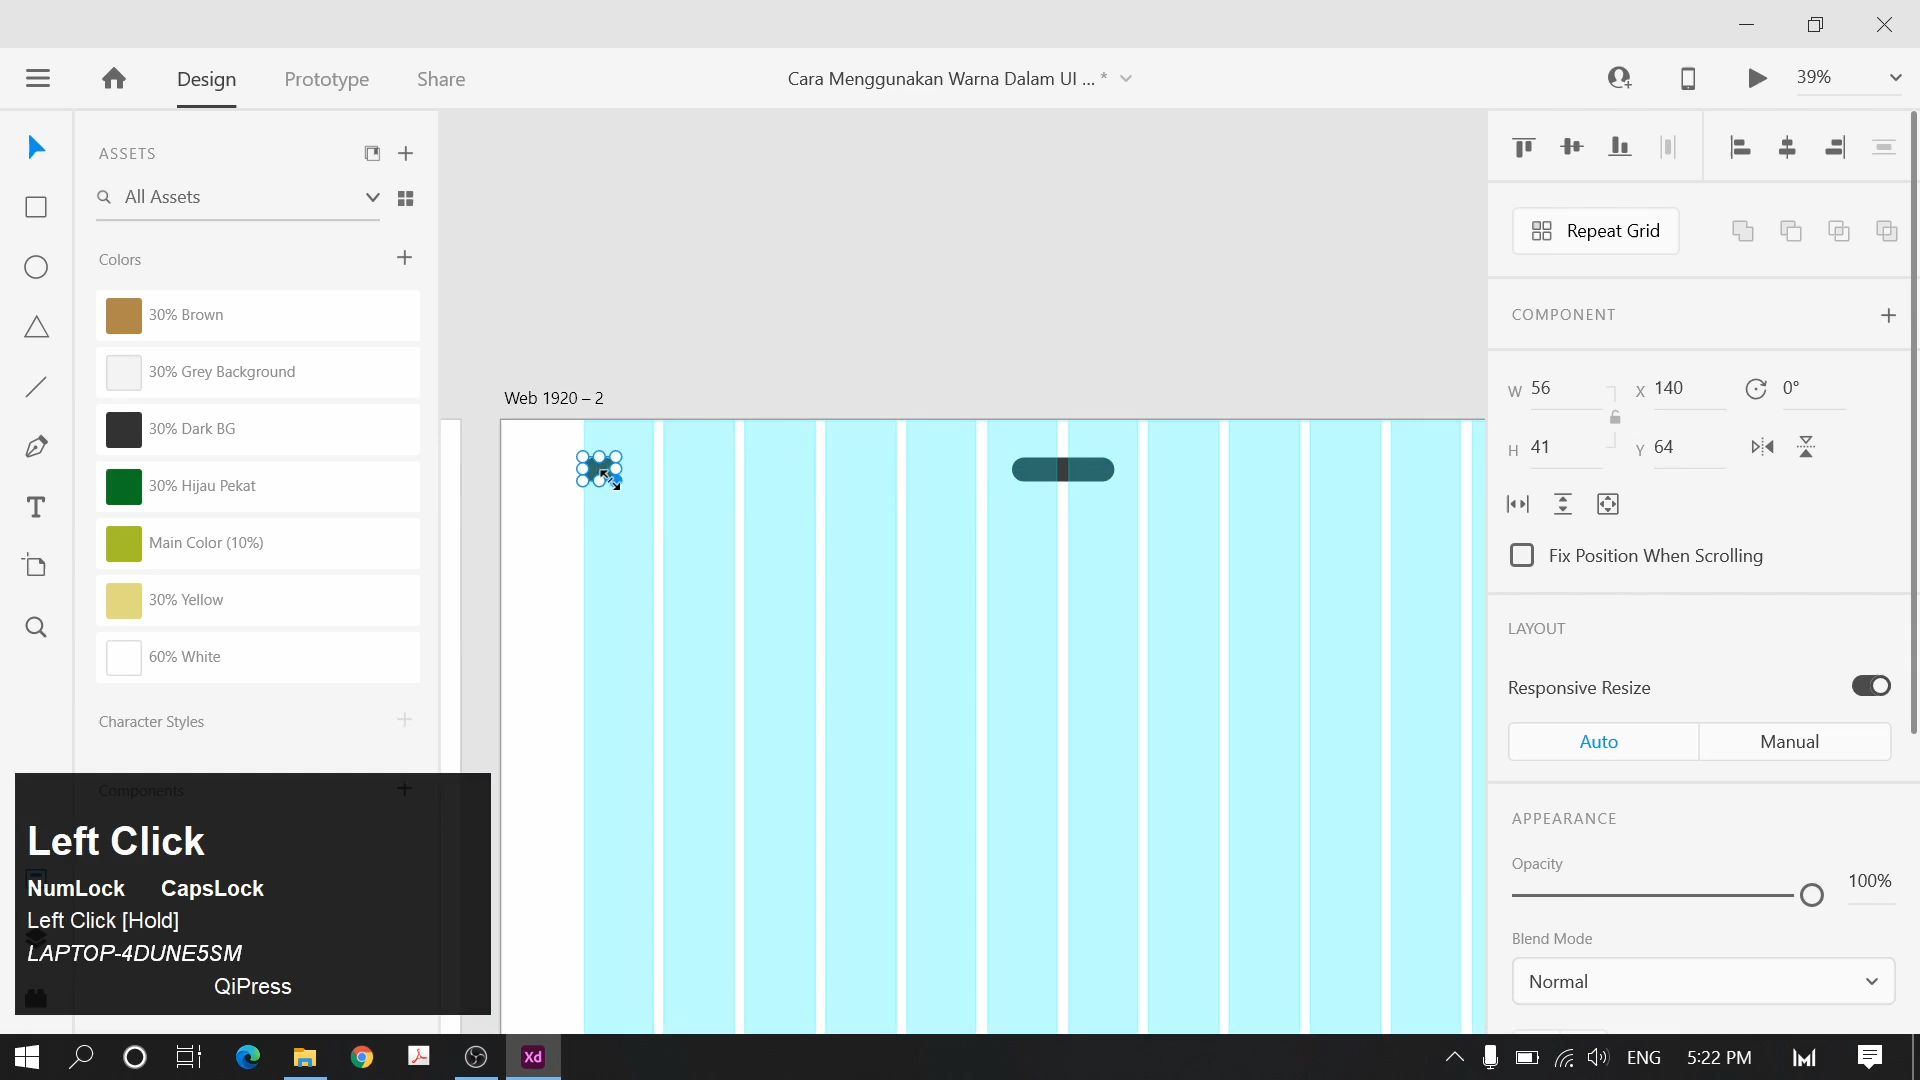 Design
Prototype
Share
Cara Menggunakan Warna Dalam UI ... *
39%
ASSETS
All Assets
Colors
30% Brown
30% Grey Background
30% Dark BG
30% Hijau Pekat
Main Color (10%)
30% Yellow
60% White
Character Styles
Components
Web 1920 – 2
Repeat Grid
COMPONENT
W 56
X 140
0°
H 41
Y 64
Fix Position When Scrolling
LAYOUT
Responsive Resize
Auto
Manual
APPEARANCE
Opacity
100%
Blend Mode
Normal
Left Click
NumLock CapsLock
Left Click [Hold]
LAPTOP-4DUNE5SM
QiPress
Xd
ENG
5:22 PM